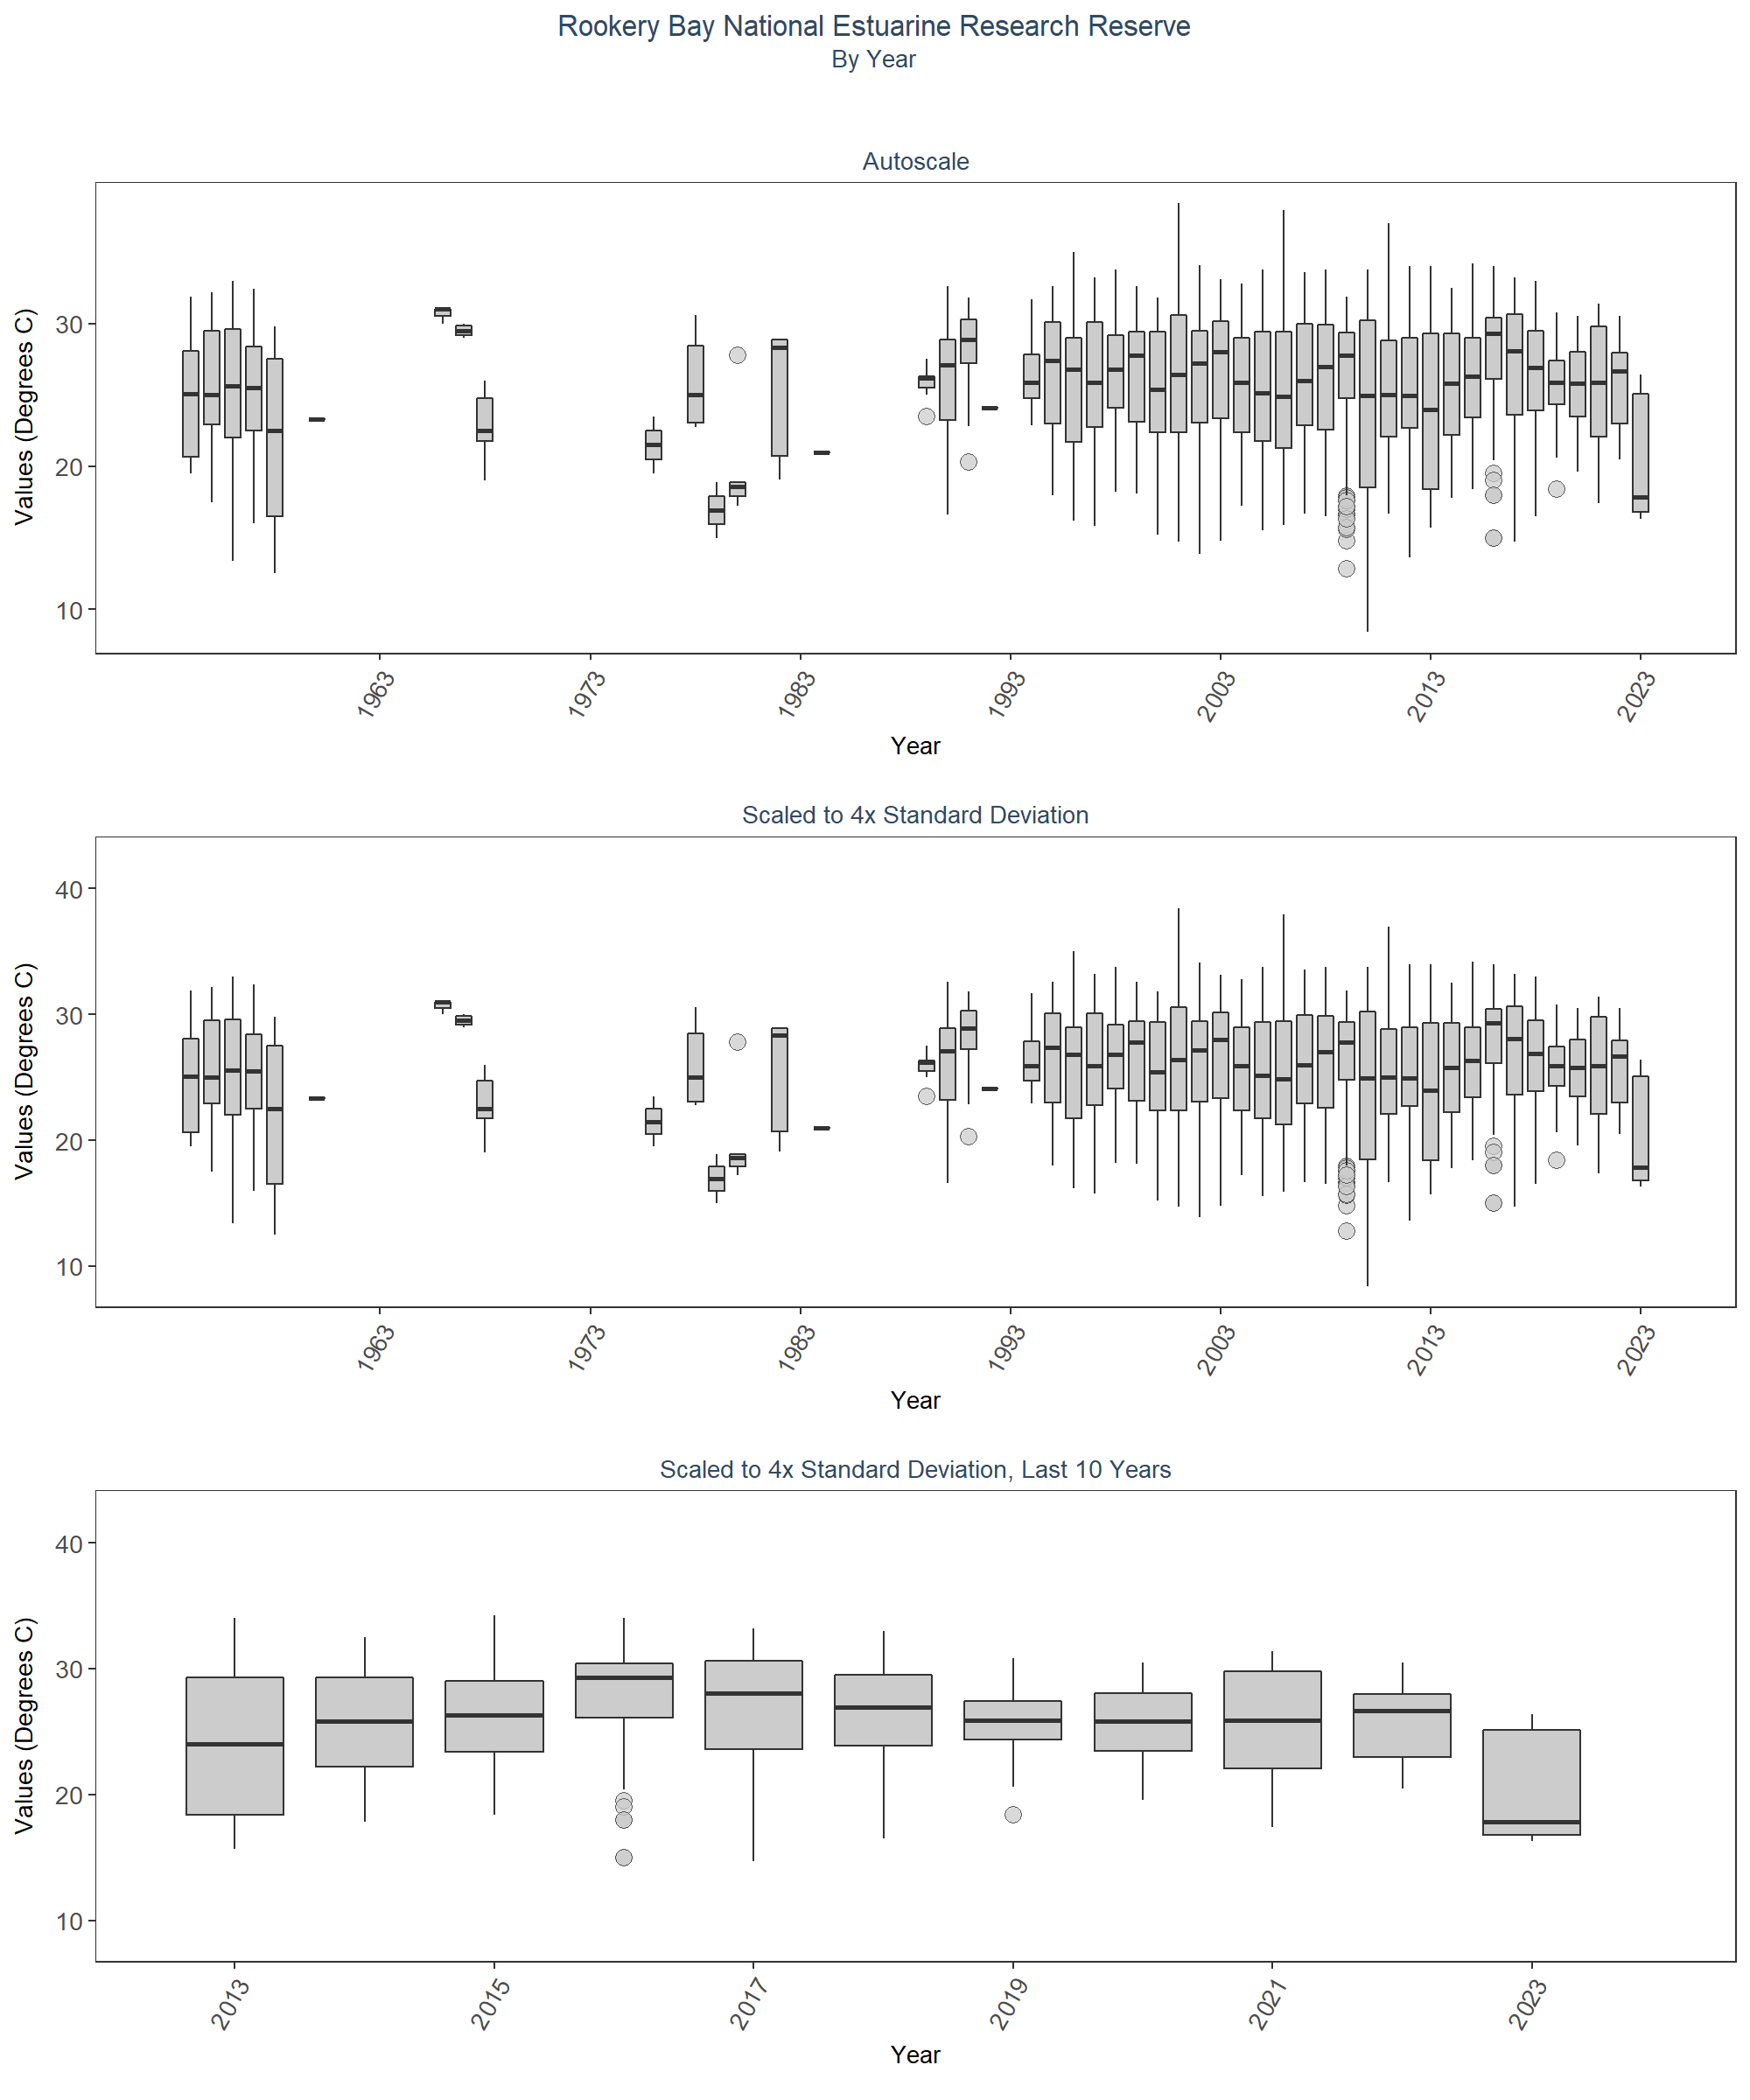 Rookery Bay National Estuarine Research Reserve
By Year
Autoscale
Values (Degrees C)
30
20
10
1963 1973 1983 1993 2003 2013 2023
Year
Scaled to 4x Standard Deviation
Values (Degrees C)
40
30
20
10
1963 1973 1983 1993 2003 2013 2023
Year
Scaled to 4x Standard Deviation, Last 10 Years
Values (Degrees C)
40
30
20
10
2013 2015 2017 2019 2021 2023
Year